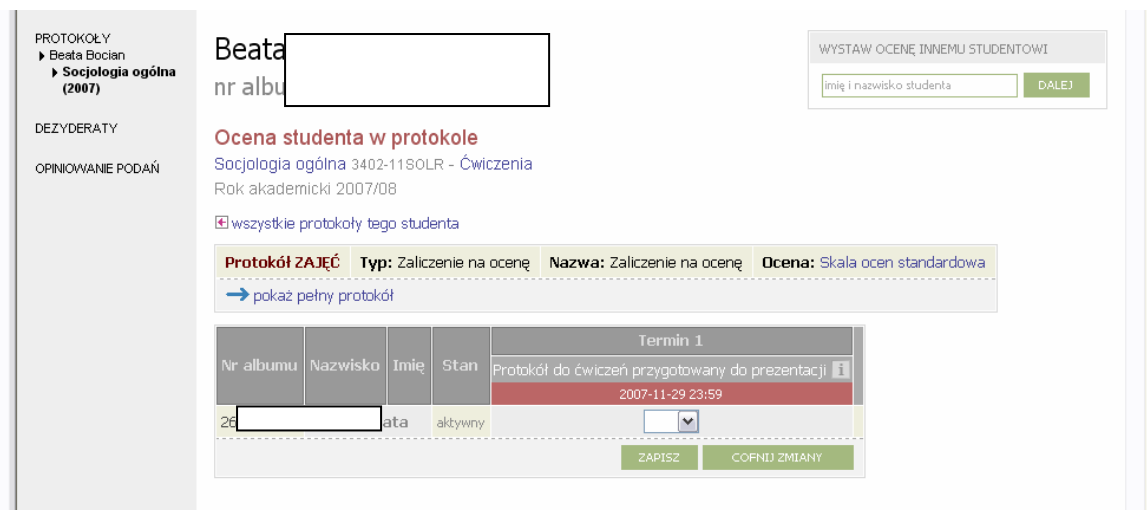 PROTOKOŁY
Beata Bocian
Socjologia ogólna
(2007)
DEZYDERATY
OPINIOWANIE PODAŃ
Beata
nr albu
WYSTAW OCENĘ INNEMU STUDENTOWI
imię i nazwisko studenta DALEJ
Ocena studenta w protokole
Socjologia ogólna 3402-11SOLR - Ćwiczenia
Rok akademicki 2007/08
wszystkie protokoły tego studenta
Protokół ZAJĘĆ Typ: Zaliczenie na ocenę Nazwa: Zaliczenie na ocenę Ocena: Skala ocen standardowa
pokaż pełny protokół
Nr albumu Nazwisko Imię Stan Termin 1
Protokół do ćwiczeń przygotowany do prezentacji i
2007-11-29 23:59
26 ata aktywny
ZAPISZ COFNIJ ZMIANY